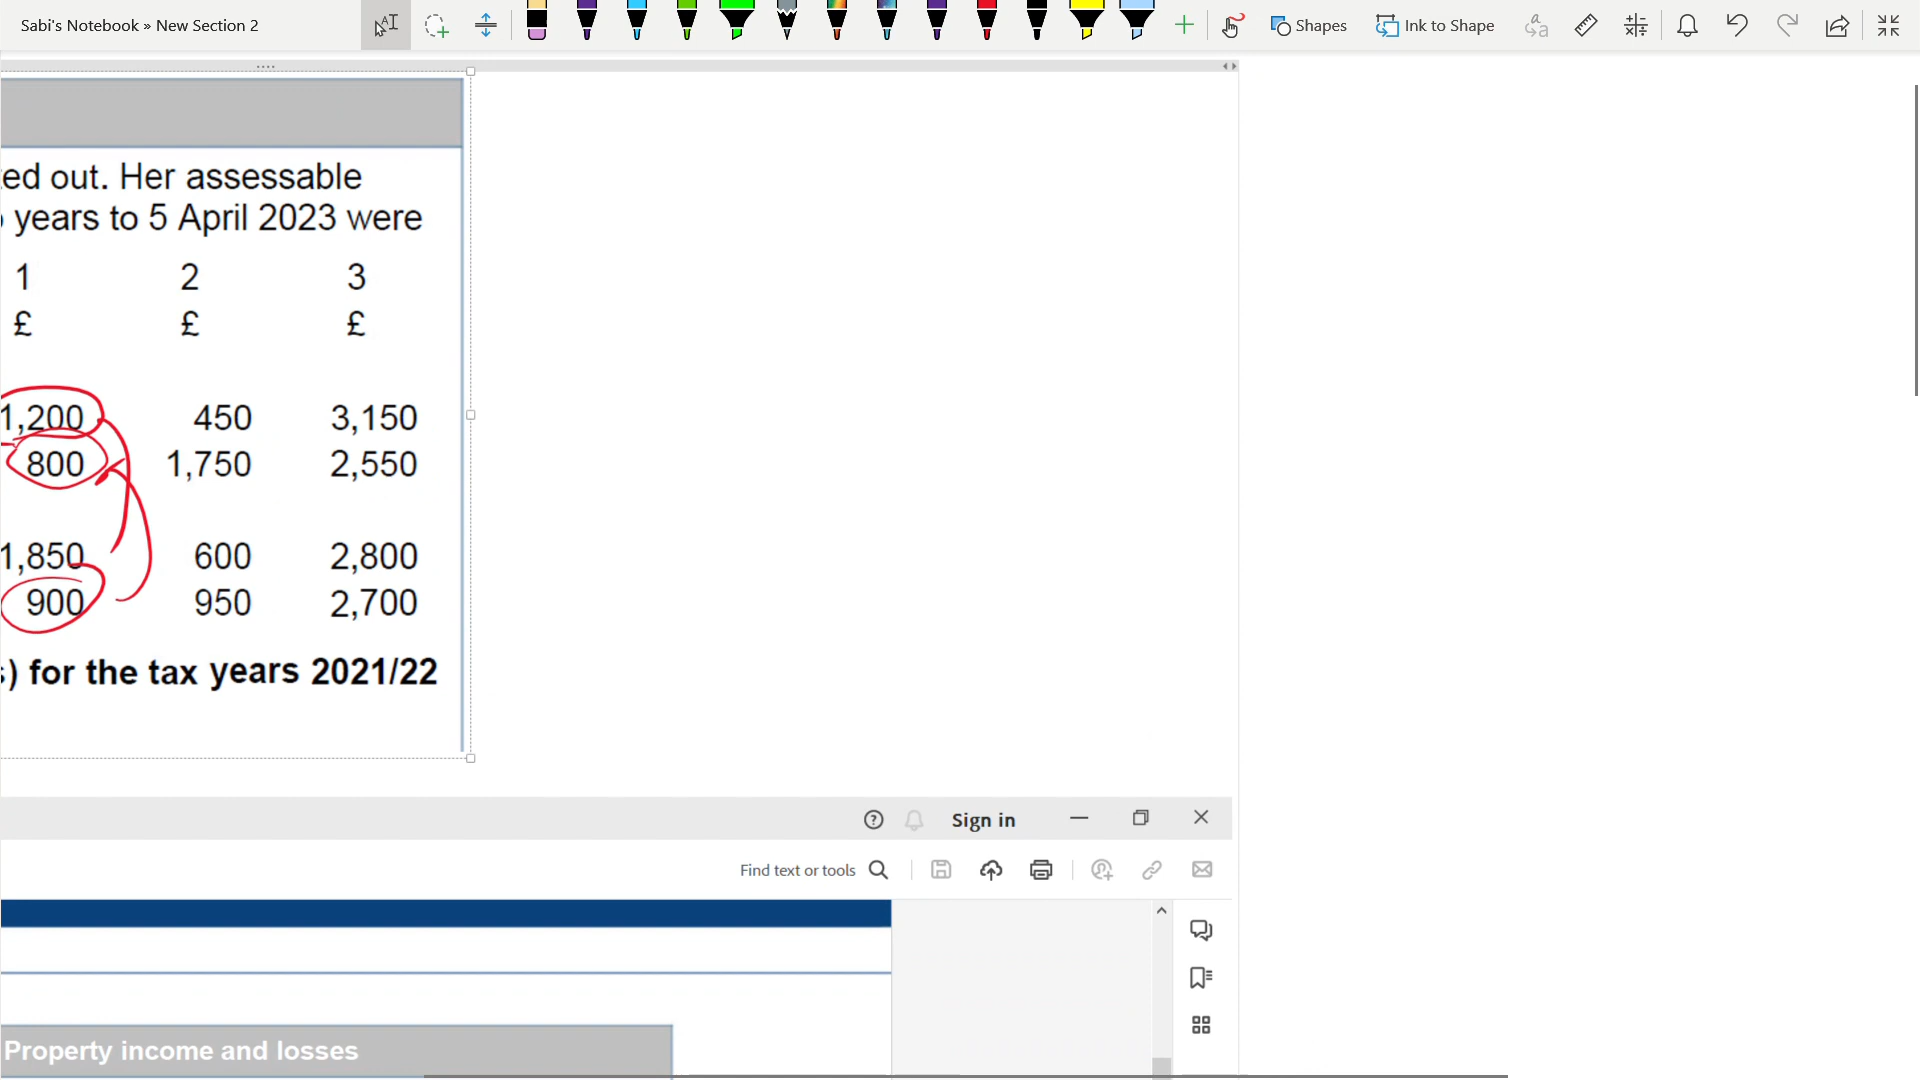 Sabi's Notebook » New Section 2
Shapes
Ink to Shape
ed out. Her assessable
years to 5 April 2023 were
1 2 3
£ £ £
1,200 450 3,150
800 1,750 2,550
1,850 600 2,800
900 950 2,700
) for the tax years 2021/22
Sign in
Find text or tools
Property income and losses